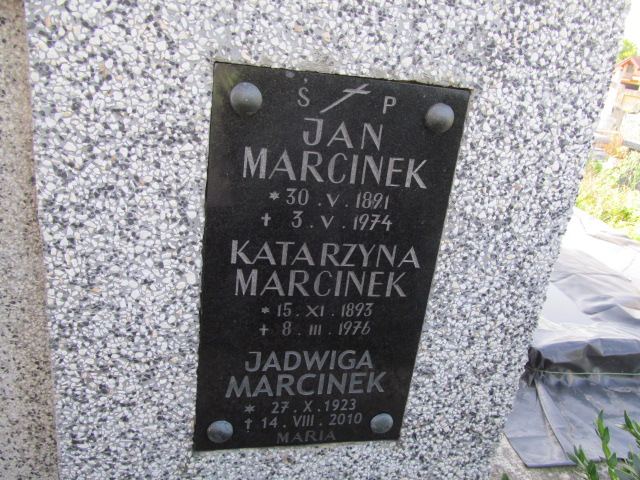 Ś P
JAN
MARCINEK
* 30 . V . 1891
† 3 . V . 1974
KATARZYNA
MARCINEK
* 15 . XI . 1893
† 8 . III . 1976
JADWIGA
MARCINEK
* 27 . X . 1923
† 14 . VIII . 2010
MARIA